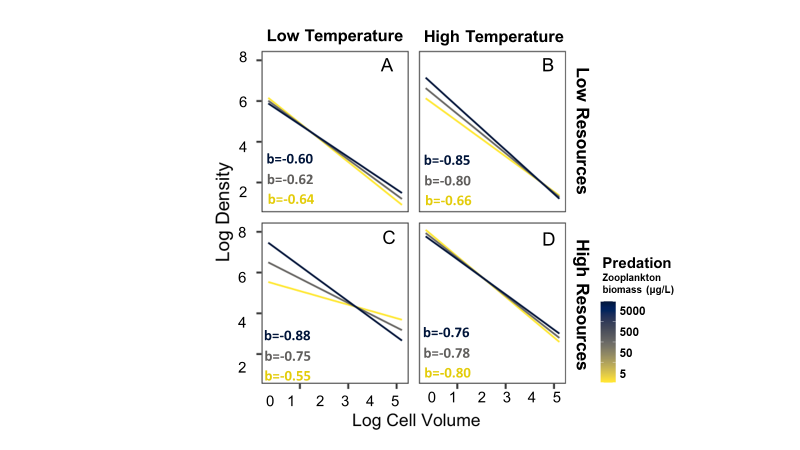 Low Temperature
High Temperature
A
B
8
6
4
2
b=-0.60
b=-0.62
b=-0.64
b=-0.85
b=-0.80
b=-0.66
Low Resources
Log Density
C
D
8
6
4
2
b=-0.88
b=-0.75
b=-0.55
b=-0.76
b=-0.78
b=-0.80
High Resources
0 1 2 3 4 5
0 1 2 3 4 5
Log Cell Volume
Predation
Zooplankton
biomass (µg/L)
5000
500
50
5